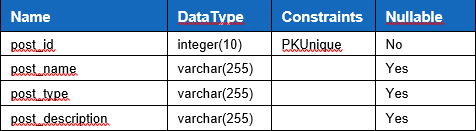 Name DataType Constraints Nullable
post_id integer(10) PKUnique No
post_name varchar(255) Yes
post_type varchar(255) Yes
post_description varchar(255) Yes